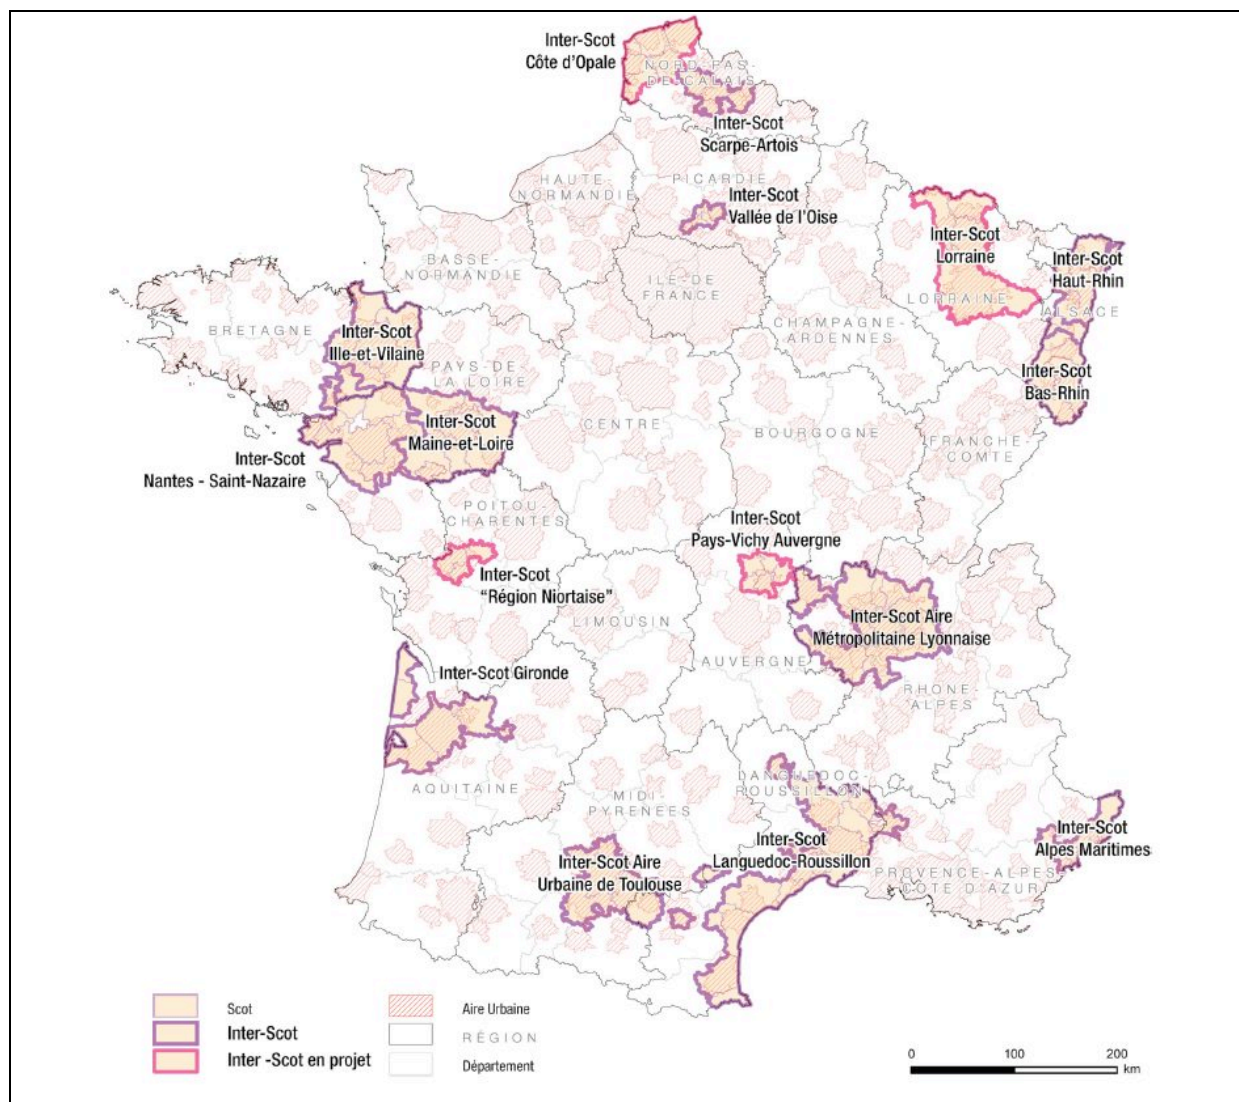 Inter-Scot
Côte d'Opale
NORD-PAS-
DE-CALAIS
Inter-Scot
Scarpe-Artois
HAUTE-
NORMANDIE
PICARDIE
Inter-Scot
Vallée de l'Oise
Inter-Scot
Lorraine
Inter-Scot
Haut-Rhin
BASSE-
NORMANDIE
ILE-DE
FRANCE
LORRAINE
ALSACE
CHAMPAGNE-
ARDENNES
BRETAGNE
Inter-Scot
Ille-et-Vilaine
PAYS-DE-
LA LOIRE
Inter-Scot
Bas-Rhin
Inter-Scot
Maine-et-Loire
CENTRE
BOURGOGNE
FRANCHE-
COMTE
Inter-Scot
Nantes - Saint-Nazaire
POITOU-
CHARENTES
Inter-Scot
Pays-Vichy Auvergne
Inter-Scot
"Région Niortaise"
LIMOUSIN
Inter-Scot Aire
Métropolitaine Lyonnaise
AUVERGNE
RHONE-
ALPES
Inter-Scot Gironde
AQUITAINE
MIDI-
PYRENEES
LANGUEDOC-
ROUSSILLON
Inter-Scot
Languedoc-Roussillon
Inter-Scot Aire
Urbaine de Toulouse
Inter-Scot
Alpes Maritimes
PROVENCE-ALPES
COTE D'AZUR
Scot
Inter-Scot
Inter -Scot en projet
Aire Urbaine
RÉGION
Département
0 100 200
km